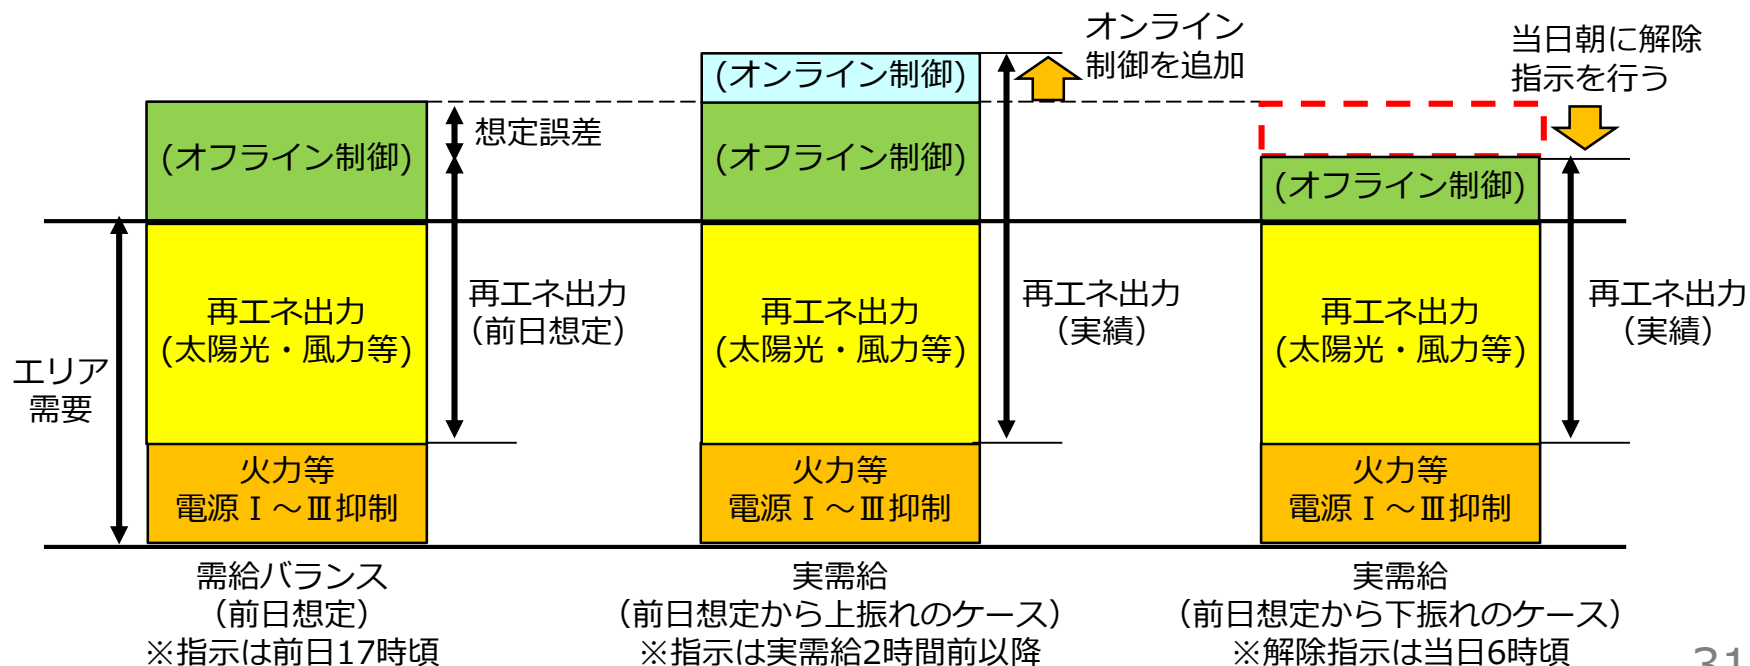 オンライン
制御を追加
当日朝に解除
指示を行う
(オンライン制御)
想定誤差
(オフライン制御)
(オフライン制御)
(オフライン制御)
再エネ出力
(太陽光・風力等)
再エネ出力
（前日想定）
再エネ出力
(太陽光・風力等)
再エネ出力
（実績）
再エネ出力
(太陽光・風力等)
再エネ出力
（実績）
エリア
需要
火力等
電源Ⅰ～Ⅲ抑制
火力等
電源Ⅰ～Ⅲ抑制
火力等
電源Ⅰ～Ⅲ抑制
需給バランス
（前日想定）
※指示は前日17時頃
実需給
（前日想定から上振れのケース）
※指示は実需給2時間前以降
実需給
（前日想定から下振れのケース）
※解除指示は当日6時頃
31